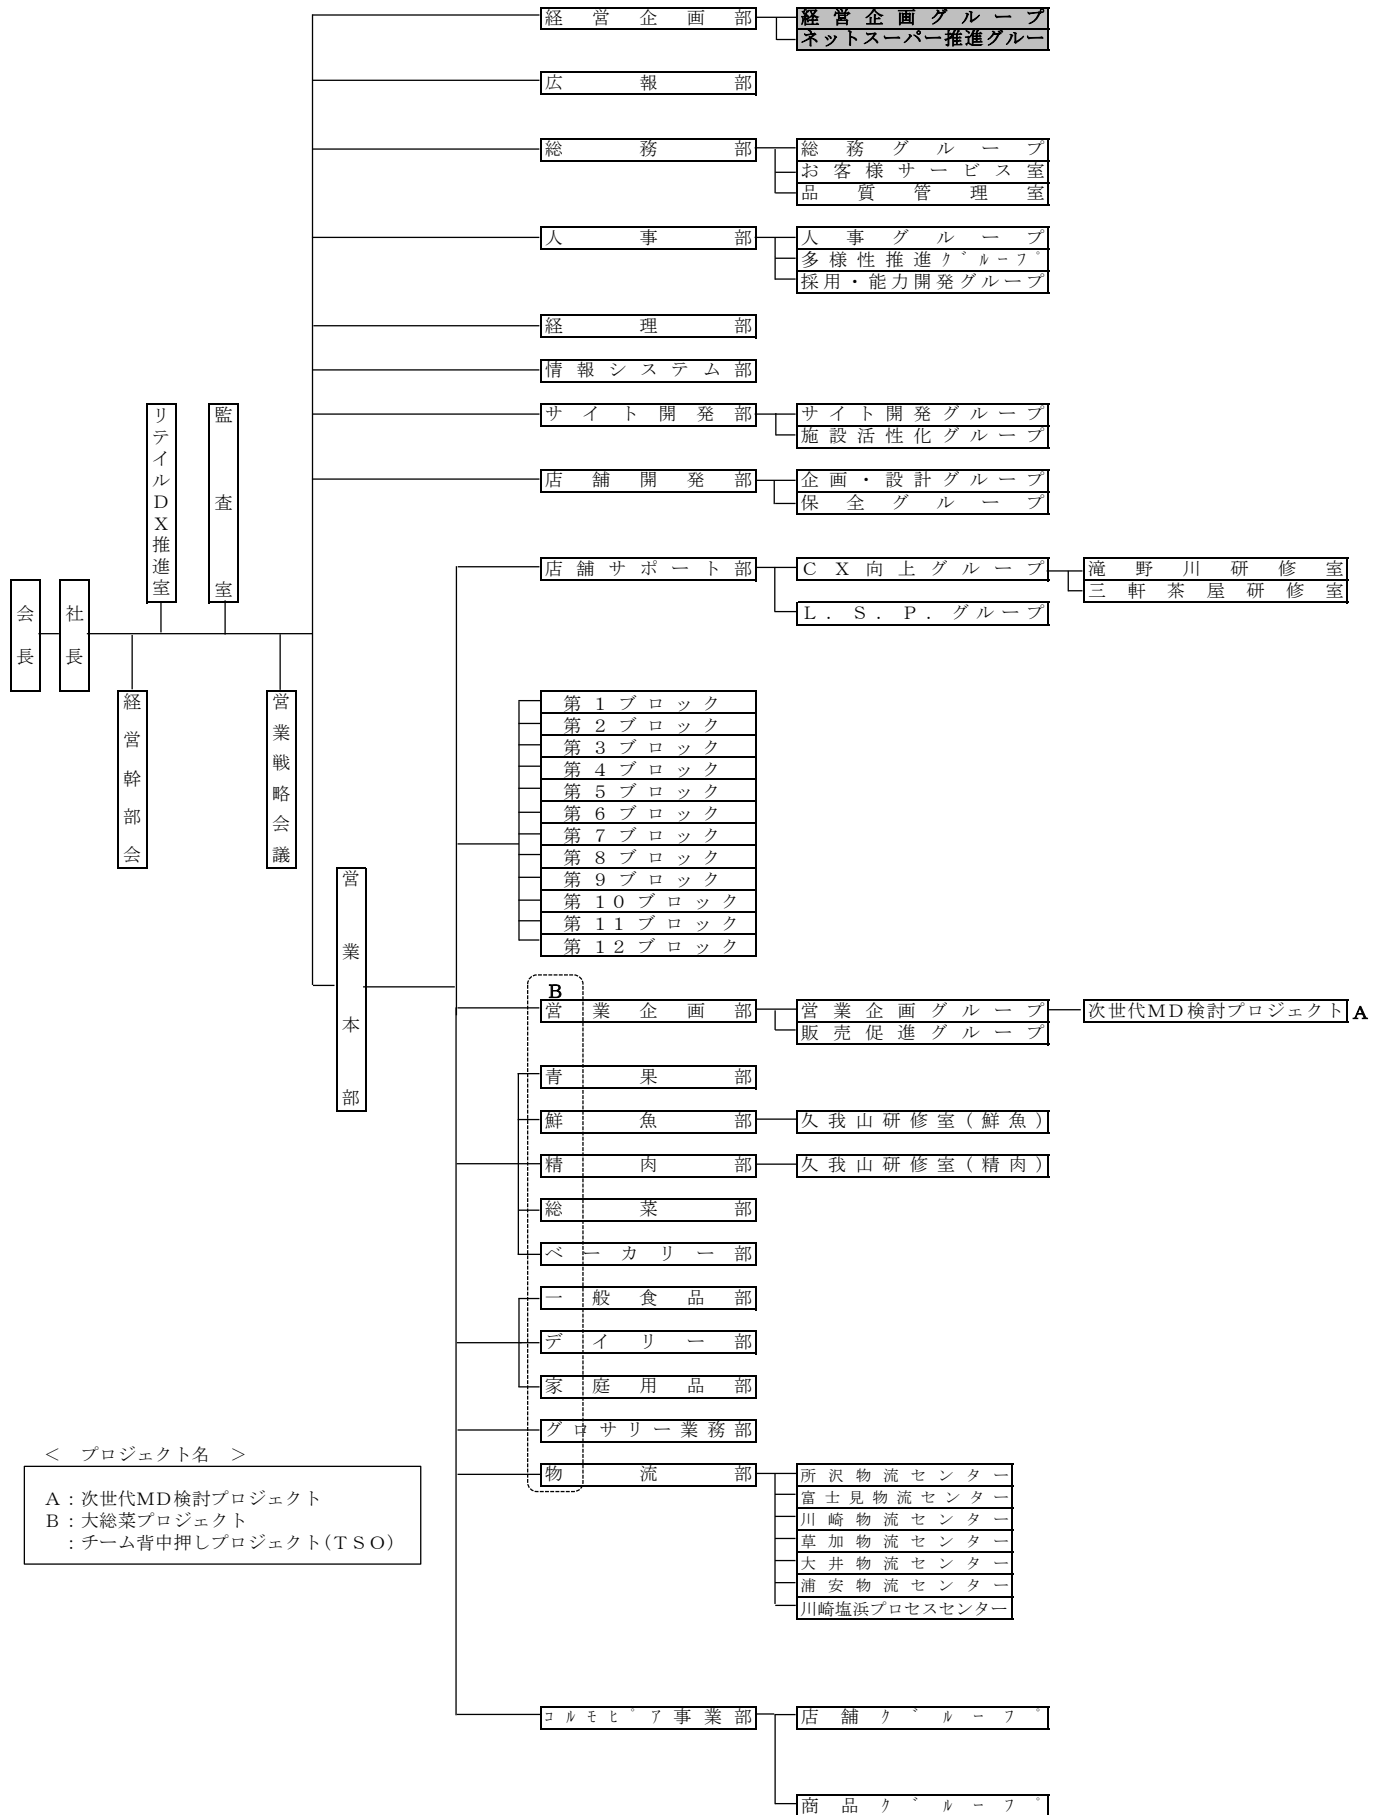 経営企画部
経営企画グループ
ネットスーパー推進グルー
広報部
総務部
総務グループ
お客様サービス室
品質管理室
人事部
人事グループ
多様性推進ｸﾞﾙｰﾌﾟ
採用・能力開発グループ
経理部
情報システム部
サイト開発部
サイト開発グループ
施設活性化グループ
店舗開発部
企画・設計グループ
保全グループ
リテイルDX推進室
監査室
会長
社長
経営幹部会
営業戦略会議
営業本部
店舗サポート部
CX向上グループ
滝野川研修室
三軒茶屋研修室
L.S.P.グループ
第1ブロック
第2ブロック
第3ブロック
第4ブロック
第5ブロック
第6ブロック
第7ブロック
第8ブロック
第9ブロック
第10ブロック
第11ブロック
第12ブロック
B
営業企画部
営業企画グループ
次世代MD検討プロジェクト A
販売促進グループ
青果部
鮮魚部
久我山研修室(鮮魚)
精肉部
久我山研修室(精肉)
総菜部
ベーカリー部
一般食品部
デイリー部
家庭用品部
グロサリー業務部
物流部
所沢物流センター
富士見物流センター
川崎物流センター
草加物流センター
大井物流センター
浦安物流センター
川崎塩浜プロセスセンター
ｺﾙﾓﾋﾟｱ事業部
店舗ｸﾞﾙｰﾌﾟ
商品ｸﾞﾙｰﾌﾟ
< プロジェクト名 >
A:次世代MD検討プロジェクト
B:大総菜プロジェクト
:チーム背中押しプロジェクト(TSO)